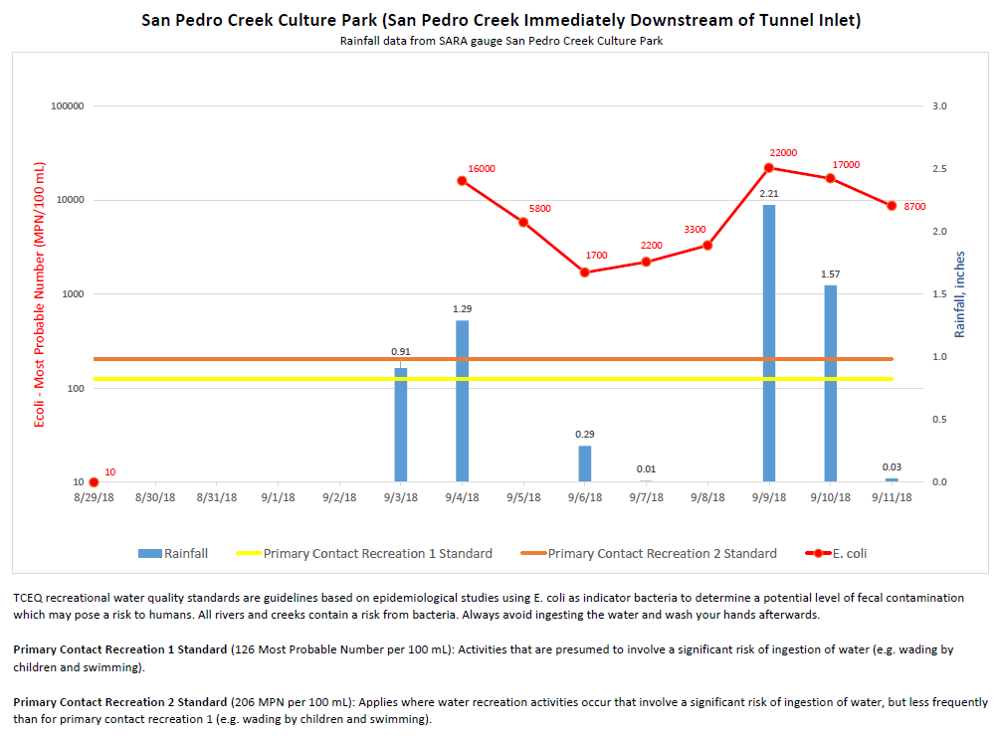 San Pedro Creek Culture Park (San Pedro Creek Immediately Downstream of Tunnel Inlet)
Rainfall data from SARA gauge San Pedro Creek Culture Park
Ecoli - Most Probable Number (MPN/100 mL)
100000
10000
1000
100
10
3.0
2.5
2.0
1.5
1.0
0.5
0.0
Rainfall, inches
10
16000
5800
1700
2200
3300
22000
17000
8700
0.91
1.29
0.29
0.01
2.21
1.57
0.03
8/29/18 8/30/18 8/31/18 9/1/18 9/2/18 9/3/18 9/4/18 9/5/18 9/6/18 9/7/18 9/8/18 9/9/18 9/10/18 9/11/18
Rainfall Primary Contact Recreation 1 Standard Primary Contact Recreation 2 Standard E. coli
TCEQ recreational water quality standards are guidelines based on epidemiological studies using E. coli as indicator bacteria to determine a potential level of fecal contamination
which may pose a risk to humans. All rivers and creeks contain a risk from bacteria. Always avoid ingesting the water and wash your hands afterwards.
Primary Contact Recreation 1 Standard (126 Most Probable Number per 100 mL): Activities that are presumed to involve a significant risk of ingestion of water (e.g. wading by
children and swimming).
Primary Contact Recreation 2 Standard (206 MPN per 100 mL): Applies where water recreation activities occur that involve a significant risk of ingestion of water, but less frequently
than for primary contact recreation 1 (e.g. wading by children and swimming).